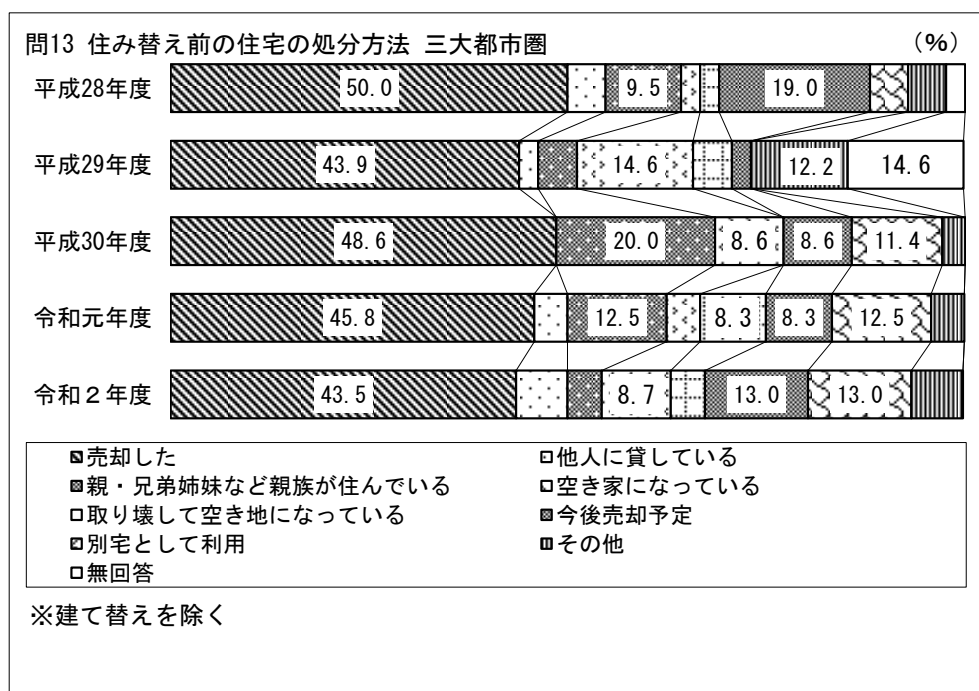 問13 住み替え前の住宅の処分方法 三大都市圏 (%)
平成28年度 50.0 9.5 19.0
平成29年度 43.9 14.6 12.2 14.6
平成30年度 48.6 20.0 8.6 8.6 11.4
令和元年度 45.8 12.5 8.3 8.3 12.5
令和２年度 43.5 8.7 13.0 13.0
売却した 他人に貸している
親・兄弟姉妹など親族が住んでいる 空き家になっている
取り壊して空き地になっている 今後売却予定
別宅として利用 その他
無回答
※建て替えを除く